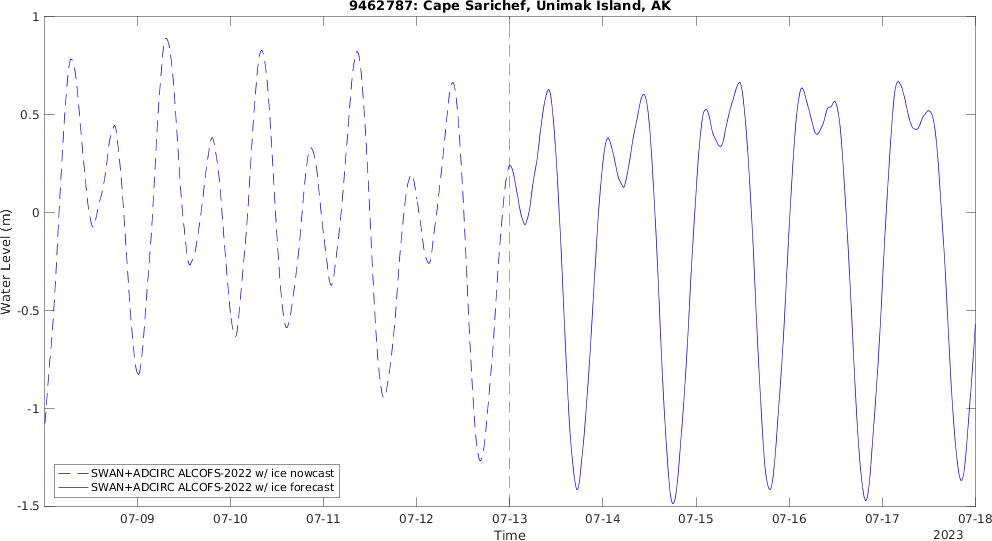 9462787: Cape Sarichef, Unimak Island, AK
1
0.5
0
-0.5
-1
-1.5
Water Level (m)
SWAN+ADCIRC ALCOFS-2022 w/ ice nowcast
SWAN+ADCIRC ALCOFS-2022 w/ ice forecast
07-09 07-10 07-11 07-12 07-13 07-14 07-15 07-16 07-17 07-18
Time
2023